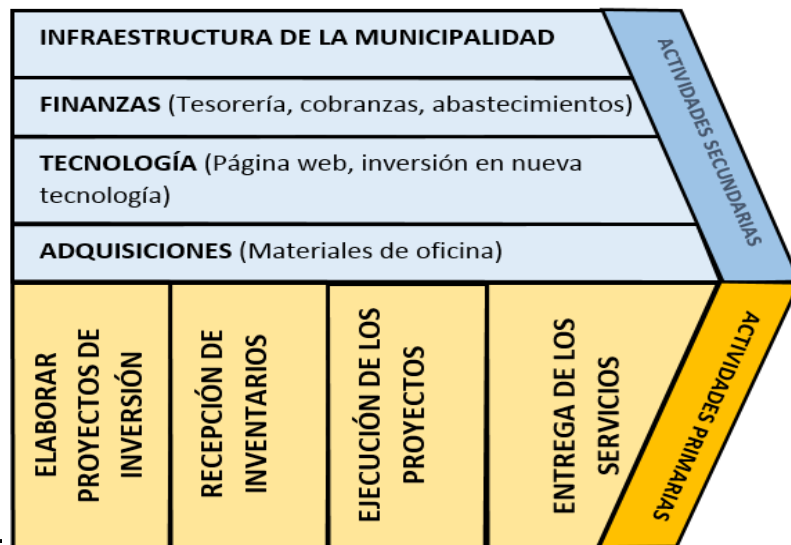 INFRAESTRUCTURA DE LA MUNICIPALIDAD
FINANZAS (Tesorería, cobranzas, abastecimientos)
TECNOLOGÍA (Página web, inversión en nueva
tecnología)
ADQUISICIONES (Materiales de oficina)
ACTIVIDADES SECUNDARIAS
ELABORAR
PROYECTOS DE
INVERSIÓN
RECEPCIÓN DE
INVENTARIOS
EJECUCIÓN DE LOS
PROYECTOS
ENTREGA DE LOS
SERVICIOS
ACTIVIDADES PRIMARIAS